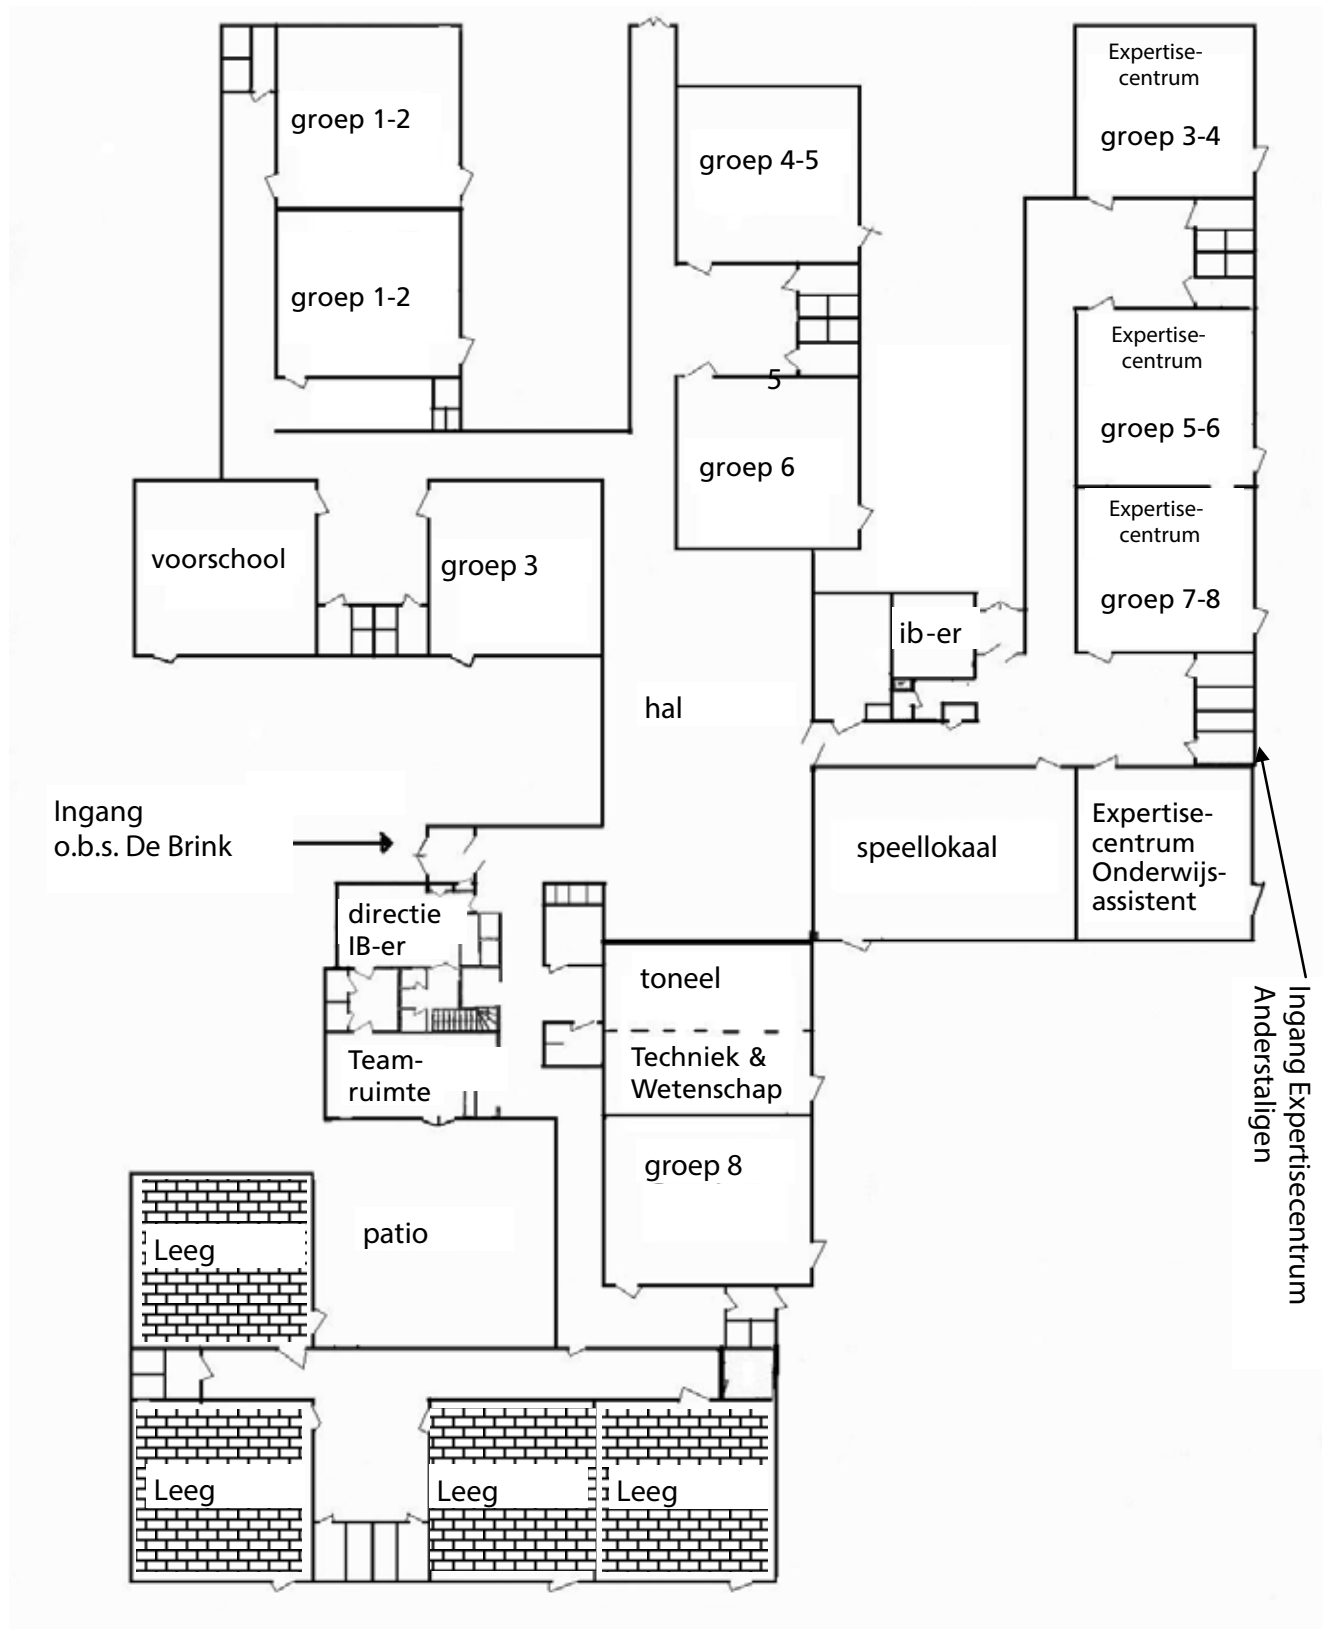 Expertise-
centrum
groep 3-4
groep 1-2
groep 4-5
groep 1-2
Expertise-
centrum
groep 5-6
5
groep 6
Expertise-
centrum
groep 7-8
voorschool
groep 3
ib-er
hal
Ingang
o.b.s. De Brink
speellokaal
Expertise-
centrum
Onderwijs-
assistent
directie
IB-er
toneel
Techniek &
Wetenschap
Team-
ruimte
Ingang Expertisecentrum
Anderstaligen
groep 8
patio
Leeg
Leeg
Leeg
Leeg